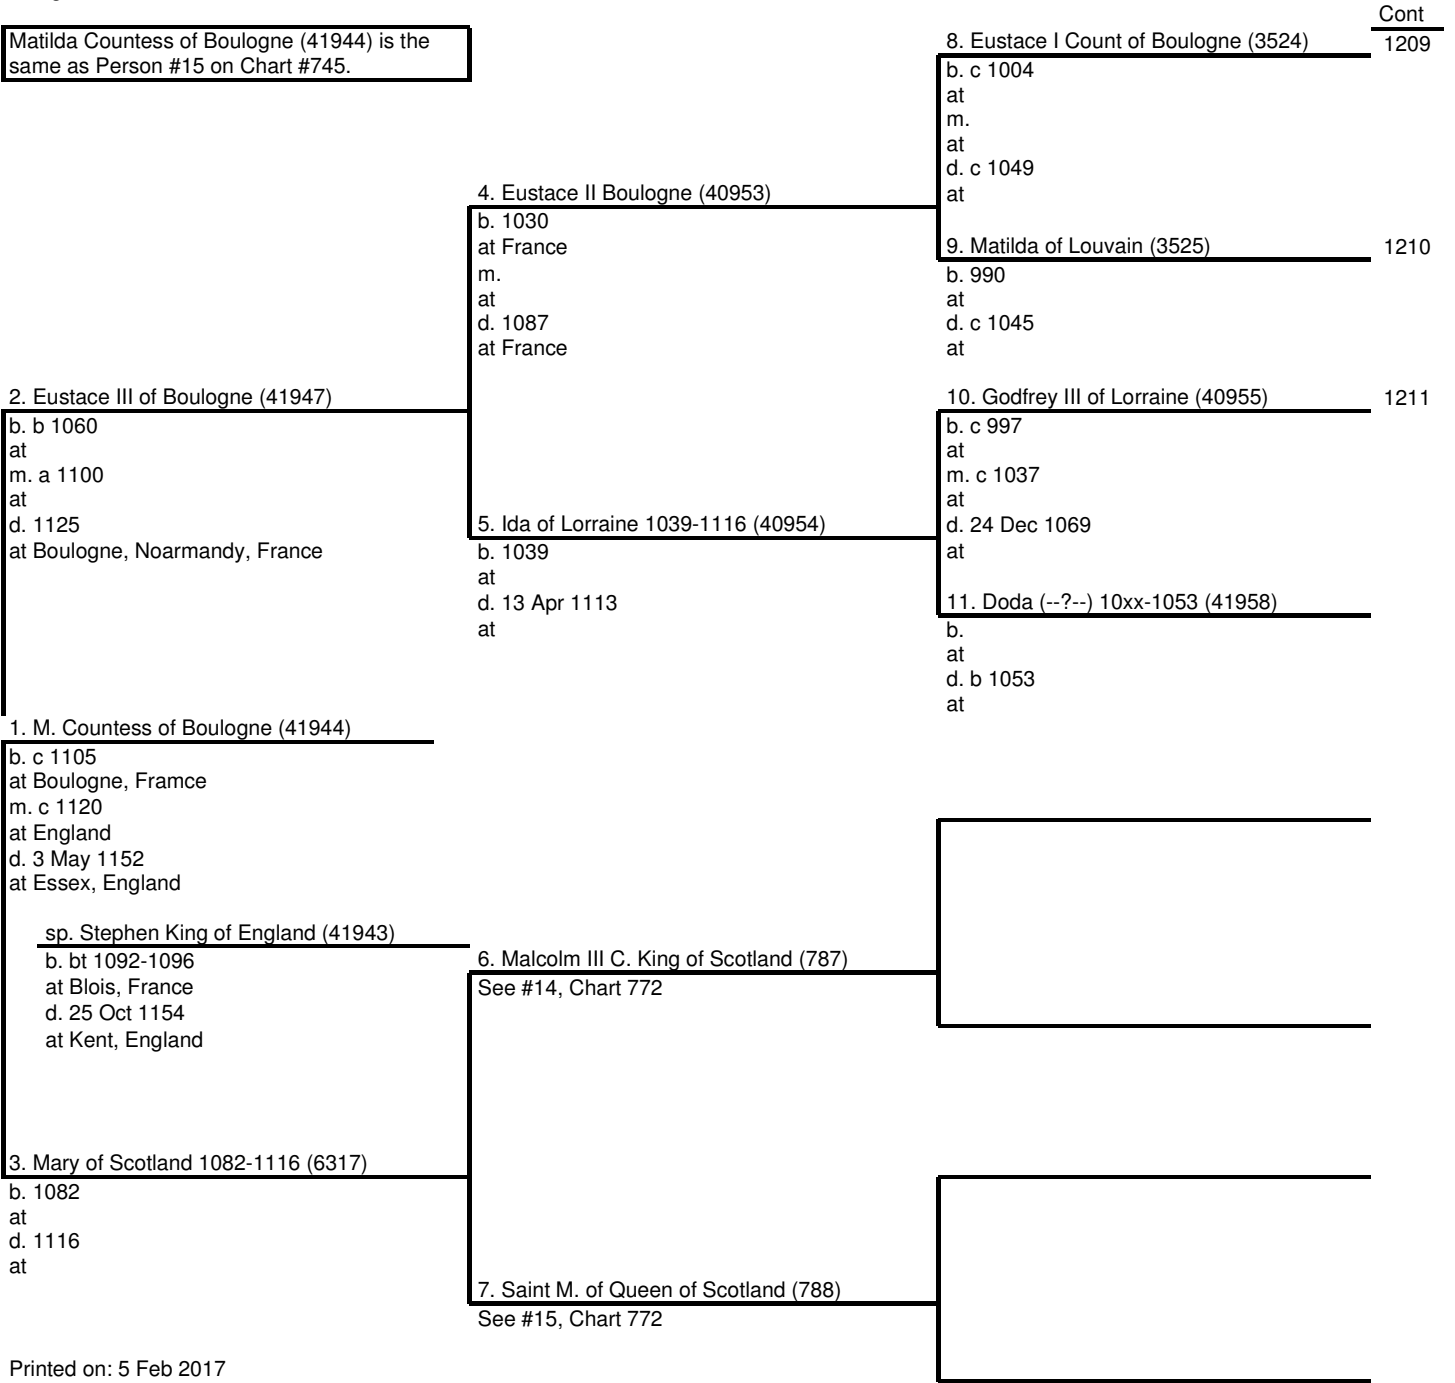 Cont
Matilda Countess of Boulogne (41944) is the
same as Person #15 on Chart #745.
8. Eustace I Count of Boulogne (3524)
1209
b. c 1004
at
m.
at
d. c 1049
at
4. Eustace II Boulogne (40953)
b. 1030
at France
m.
at
d. 1087
at France
9. Matilda of Louvain (3525)
1210
b. 990
at
d. c 1045
at
2. Eustace III of Boulogne (41947)
b. b 1060
at
m. a 1100
at
d. 1125
at Boulogne, Noarmandy, France
10. Godfrey III of Lorraine (40955)
1211
b. c 997
at
m. c 1037
at
d. 24 Dec 1069
at
5. Ida of Lorraine 1039-1116 (40954)
b. 1039
at
d. 13 Apr 1113
at
11. Doda (--?--) 10xx-1053 (41958)
b.
at
d. b 1053
at
1. M. Countess of Boulogne (41944)
b. c 1105
at Boulogne, Framce
m. c 1120
at England
d. 3 May 1152
at Essex, England
sp. Stephen King of England (41943)
b. bt 1092-1096
at Blois, France
d. 25 Oct 1154
at Kent, England
6. Malcolm III C. King of Scotland (787)
See #14, Chart 772
3. Mary of Scotland 1082-1116 (6317)
b. 1082
at
d. 1116
at
7. Saint M. of Queen of Scotland (788)
See #15, Chart 772
Printed on: 5 Feb 2017